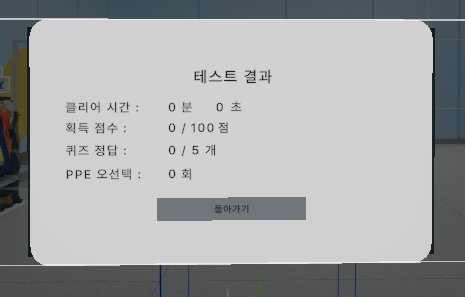 테스트 결과
클리어 시간 : 0 분 0 초
획득 점수 : 0 / 100 점
퀴즈 정답 : 0 / 5 개
PPE 오선택 : 0 회
돌아가기